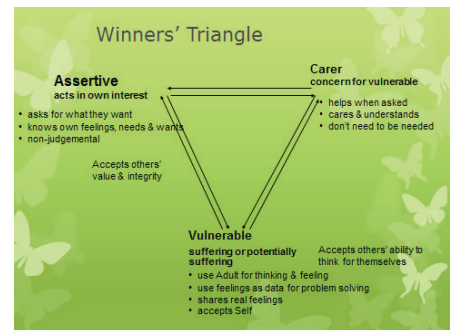 Winners' Triangle
Assertive
acts in own interest
• asks for what they want
• knows own feelings, needs & wants
• non-judgemental
Carer
concern for vulnerable
• helps when asked
• cares & understands
• don't need to be needed
Accepts others'
value & integrity
Vulnerable
suffering or potentially
suffering
• use Adult for thinking & feeling
• use feelings as data for problem solving
• shares real feelings
• accepts Self
Accepts others' ability to
think for themselves